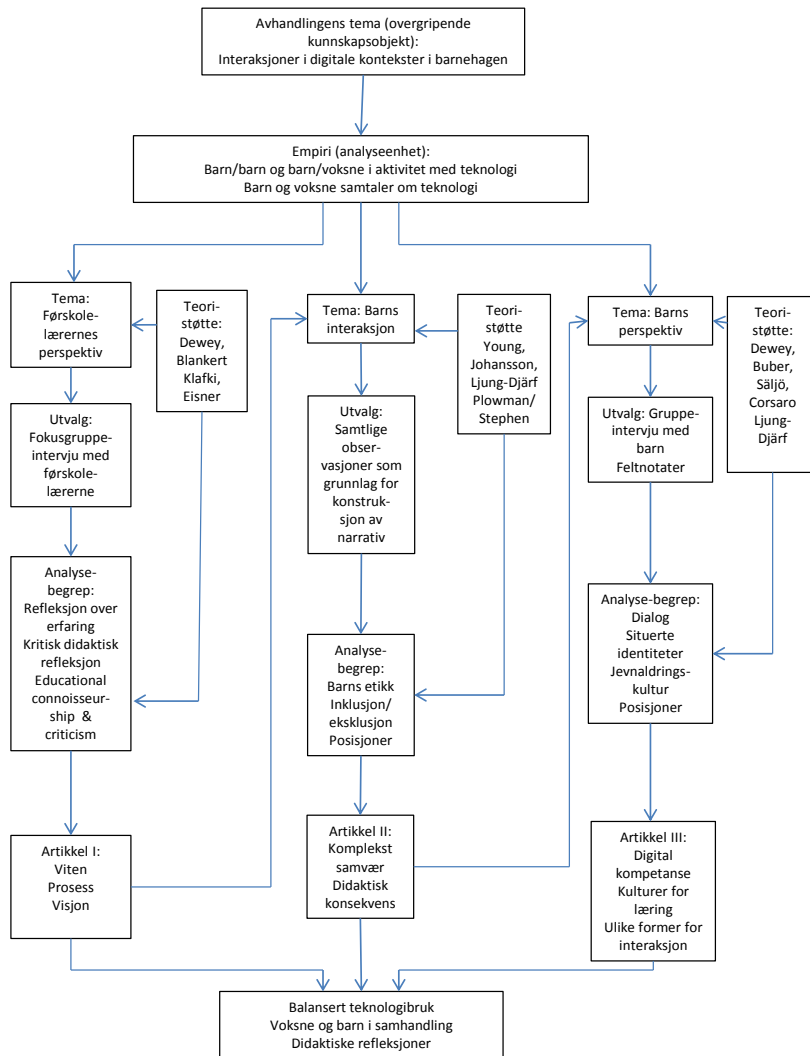 Avhandlingens tema (overgripende
kunnskapsobjekt):
Interaksjoner i digitale kontekster i barnehagen
Empiri (analyseenhet):
Barn/barn og barn/voksne i aktivitet med teknologi
Barn og voksne samtaler om teknologi
Tema:
Førskole-
lærernes
perspektiv
Teori-
støtte:
Dewey,
Blankert
Klafki,
Eisner
Utvalg:
Fokusgruppe-
intervju med
førskole-
lærerne
Analyse-
begrep:
Refleksjon over
erfaring
Kritisk didaktisk
refleksjon
Educational
connoisseur-
ship & 
criticism
Artikkel I:
Viten
Prosess
Visjon
Tema: Barns
interaksjon
Teori-
støtte
Young,
Johansson,
Ljung-Djärf
Plowman/
Stephen
Utvalg:
Samtlige
obser-
vasjoner som
grunnlag for
konstruk-
sjon av
narrativ
Analyse-
begrep:
Barns etikk
Inklusjon/
eksklusjon
Posisjoner
Artikkel II:
Komplekst
samvær
Didaktisk
konsekvens
Tema: Barns
perspektiv
Teori-
støtte:
Dewey,
Buber,
Säljö,
Corsaro
Ljung-
Djärf
Utvalg: Gruppe-
intervju med
barn
Feltnotater
Analyse-begrep:
Dialog
Situerte
identiteter
Jevnaldrings-
kultur
Posisjoner
Artikkel III:
Digital
kompetanse
Kulturer for
læring
Ulike former for
interaksjon
Balansert teknologibruk
Voksne og barn i samhandling
Didaktiske refleksjoner